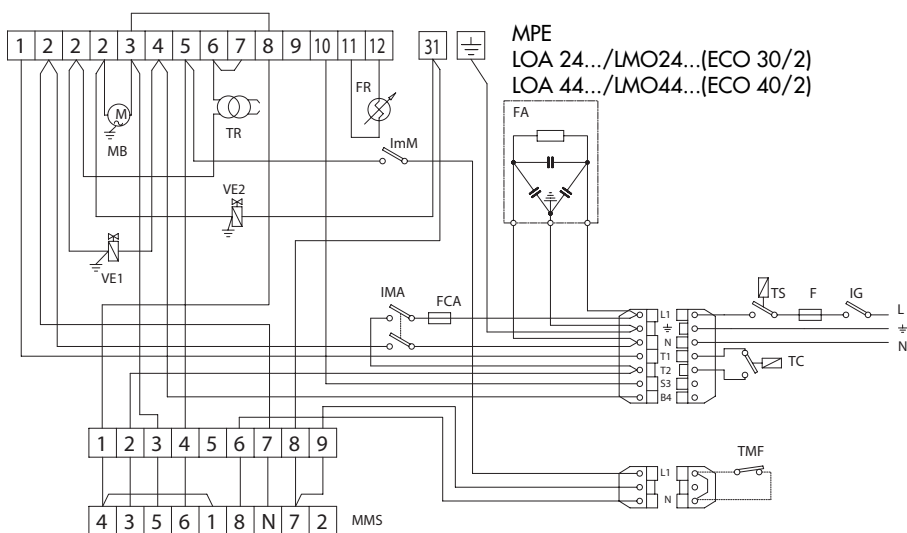 1 2 2 2 3 4 5 6 7 8 9 10 11 12 31
MPE
LOA 24.../LMO24...(ECO 30/2)
LOA 44.../LMO44...(ECO 40/2)
FA
FR
M
MB
TR
ImM
VE2
VE1
IMA
FCA
TS
F
IG
L
N
TC
L1
N
T1
T2
S3
B4
1 2 3 4 5 6 7 8 9
4 3 5 6 1 8 N 7 2
MMS
L1
N
TMF